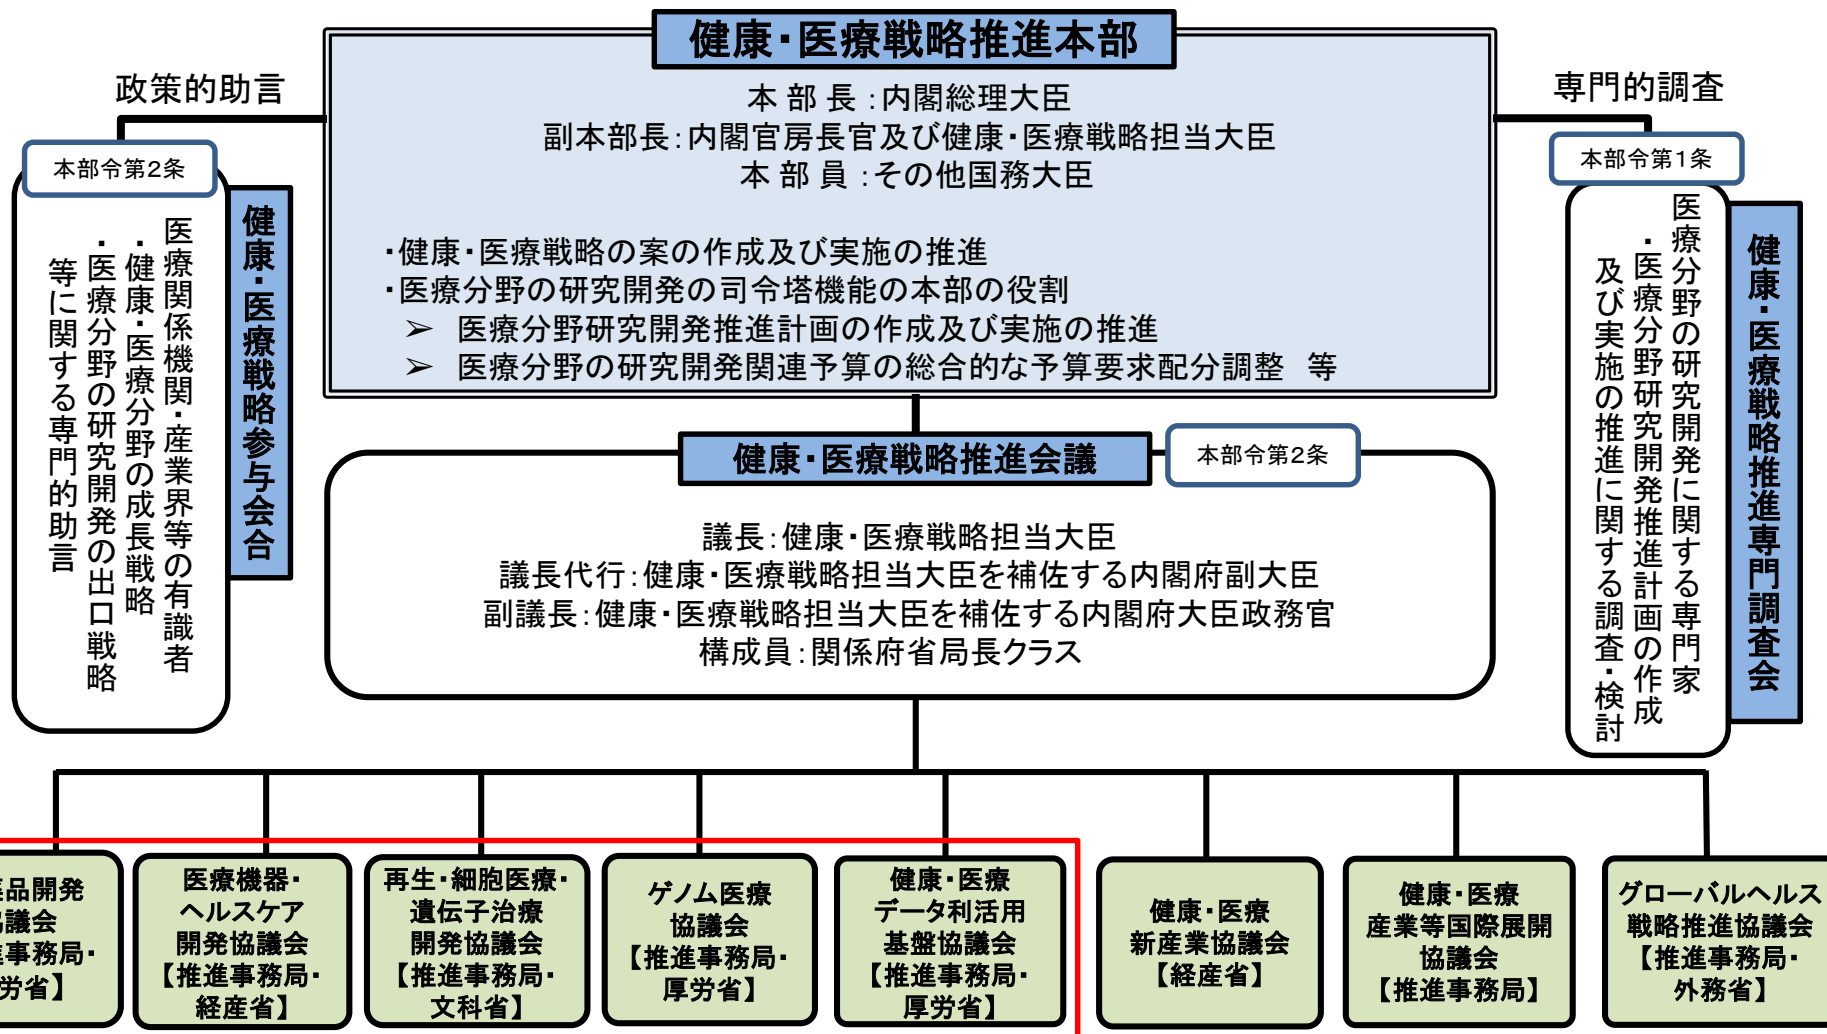 健康・医療戦略推進本部
政策的助言
専門的調査
本 部 長 ：内閣総理大臣
副本部長：内閣官房長官及び健康・医療戦略担当大臣
本 部 員 ：その他国務大臣
・健康・医療戦略の案の作成及び実施の推進
・医療分野の研究開発の司令塔機能の本部の役割
➢ 医療分野研究開発推進計画の作成及び実施の推進
➢ 医療分野の研究開発関連予算の総合的な予算要求配分調整　等
本部令第２条
健康・医療戦略参与会合
医療関係機関・産業界等の有識者
・健康・医療分野の成長戦略
・医療分野の研究開発の出口戦略
等に関する専門的助言
本部令第１条
健康・医療戦略推進専門調査会
医療分野の研究開発に関する専門家
・医療分野研究開発推進計画の作成
及び実施の推進に関する調査・検討
健康・医療戦略推進会議
本部令第２条
議長：健康・医療戦略担当大臣
議長代行：健康・医療戦略担当大臣を補佐する内閣府副大臣
副議長：健康・医療戦略担当大臣を補佐する内閣府大臣政務官
構成員：関係府省局長クラス
品開発
議会
事務局・
労省】
医療機器・
ヘルスケア
開発協議会
【推進事務局・
経産省】
再生・細胞医療・
遺伝子治療
開発協議会
【推進事務局・
文科省】
ゲノム医療
協議会
【推進事務局・
厚労省】
健康・医療
データ利活用
基盤協議会
【推進事務局・
厚労省】
健康・医療
新産業協議会
【経産省】
健康・医療
産業等国際展開
協議会
【推進事務局】
グローバルヘルス
戦略推進協議会
【推進事務局・
外務省】